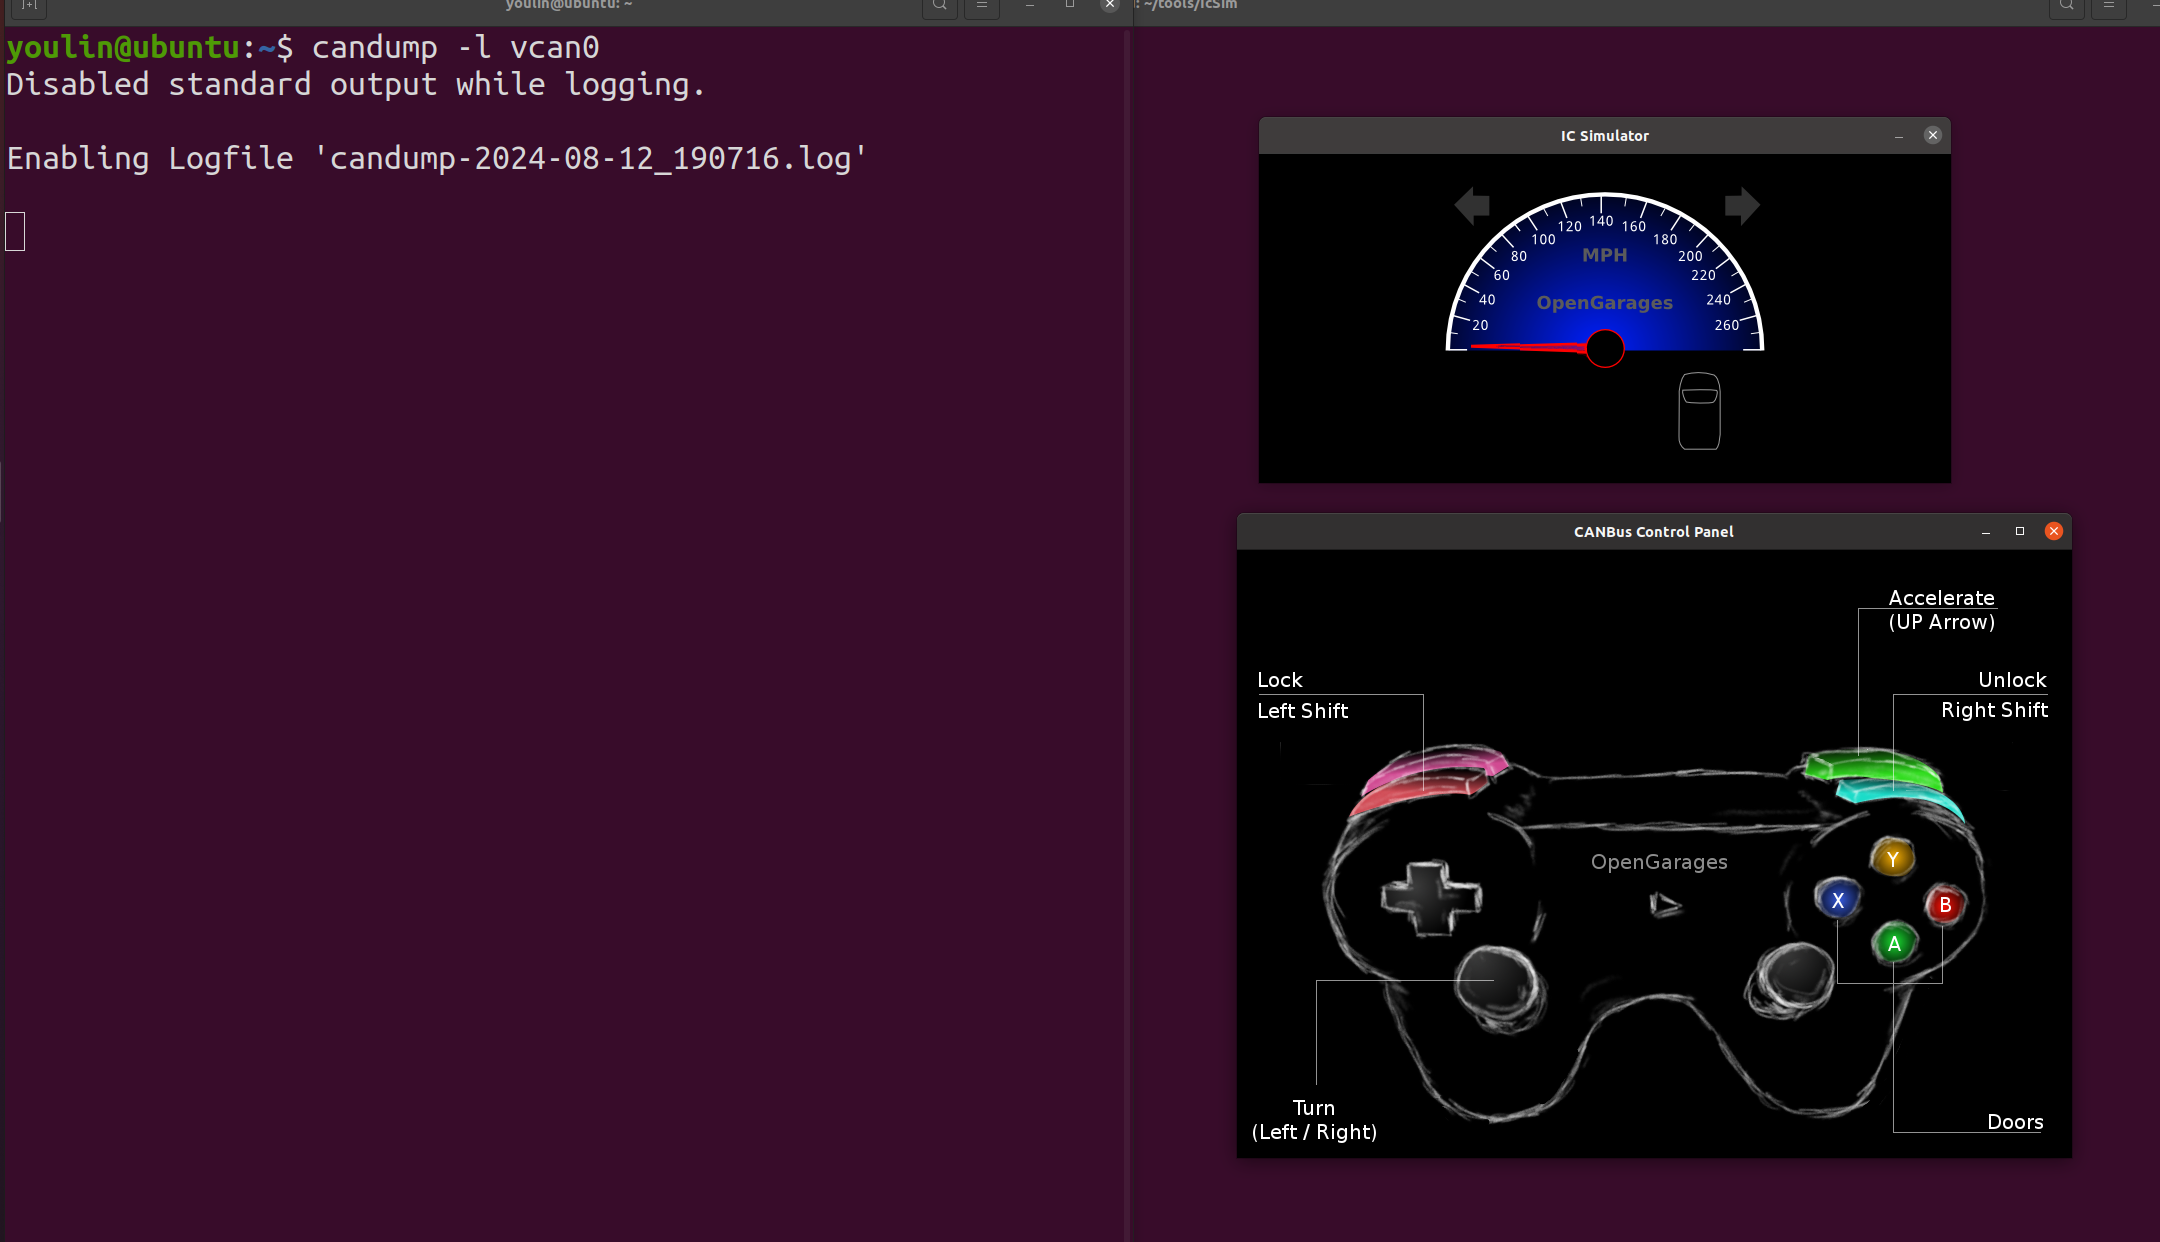 youlin@ubuntu: ~
: ~/tools/ICSim
youlin@ubuntu:~$ candump -l vcan0
Disabled standard output while logging.
Enabling Logfile 'candump-2024-08-12_190716.log'
IC Simulator
20
40
60
80
100
120
140
160
180
200
220
240
260
MPH
OpenGarages
CANBus Control Panel
Accelerate
(UP Arrow)
Lock
Left Shift
Unlock
Right Shift
OpenGarages
Y
X
B
A
Turn
(Left / Right)
Doors